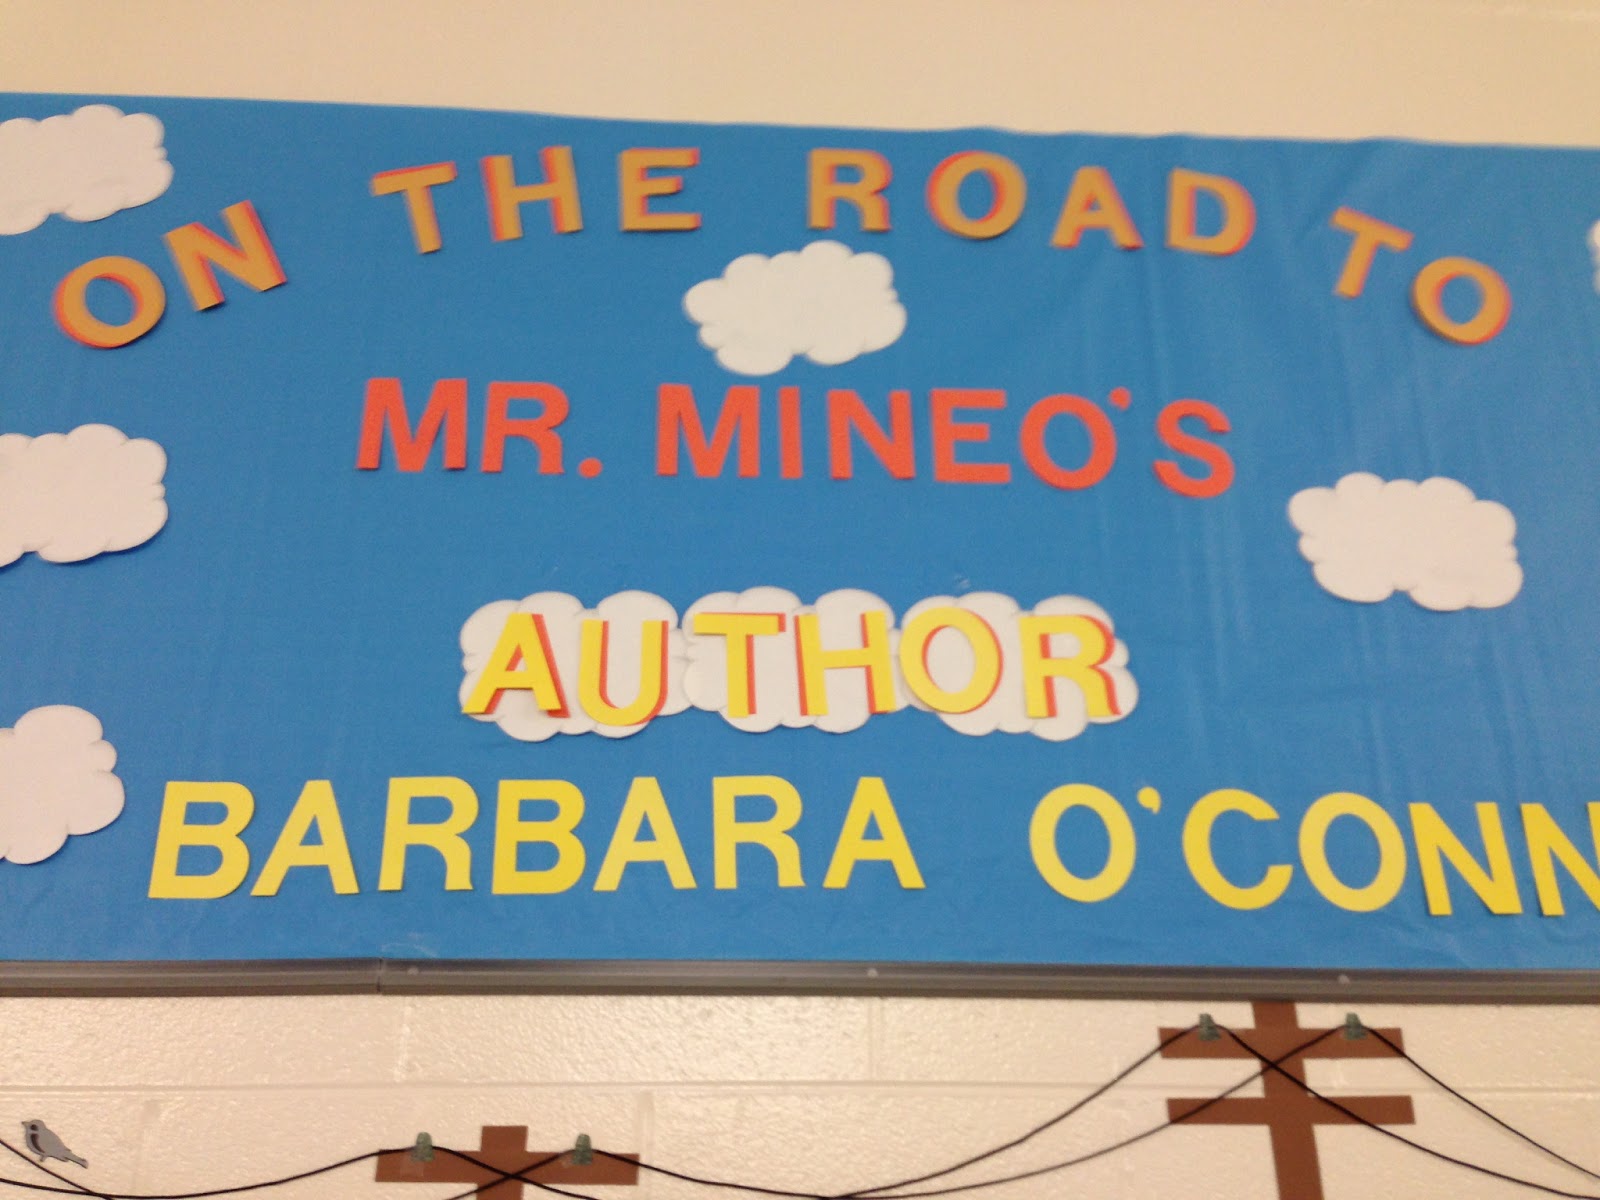 ON THE ROAD TO
MR. MINEO'S
AUTHOR
BARBARA O'CONN